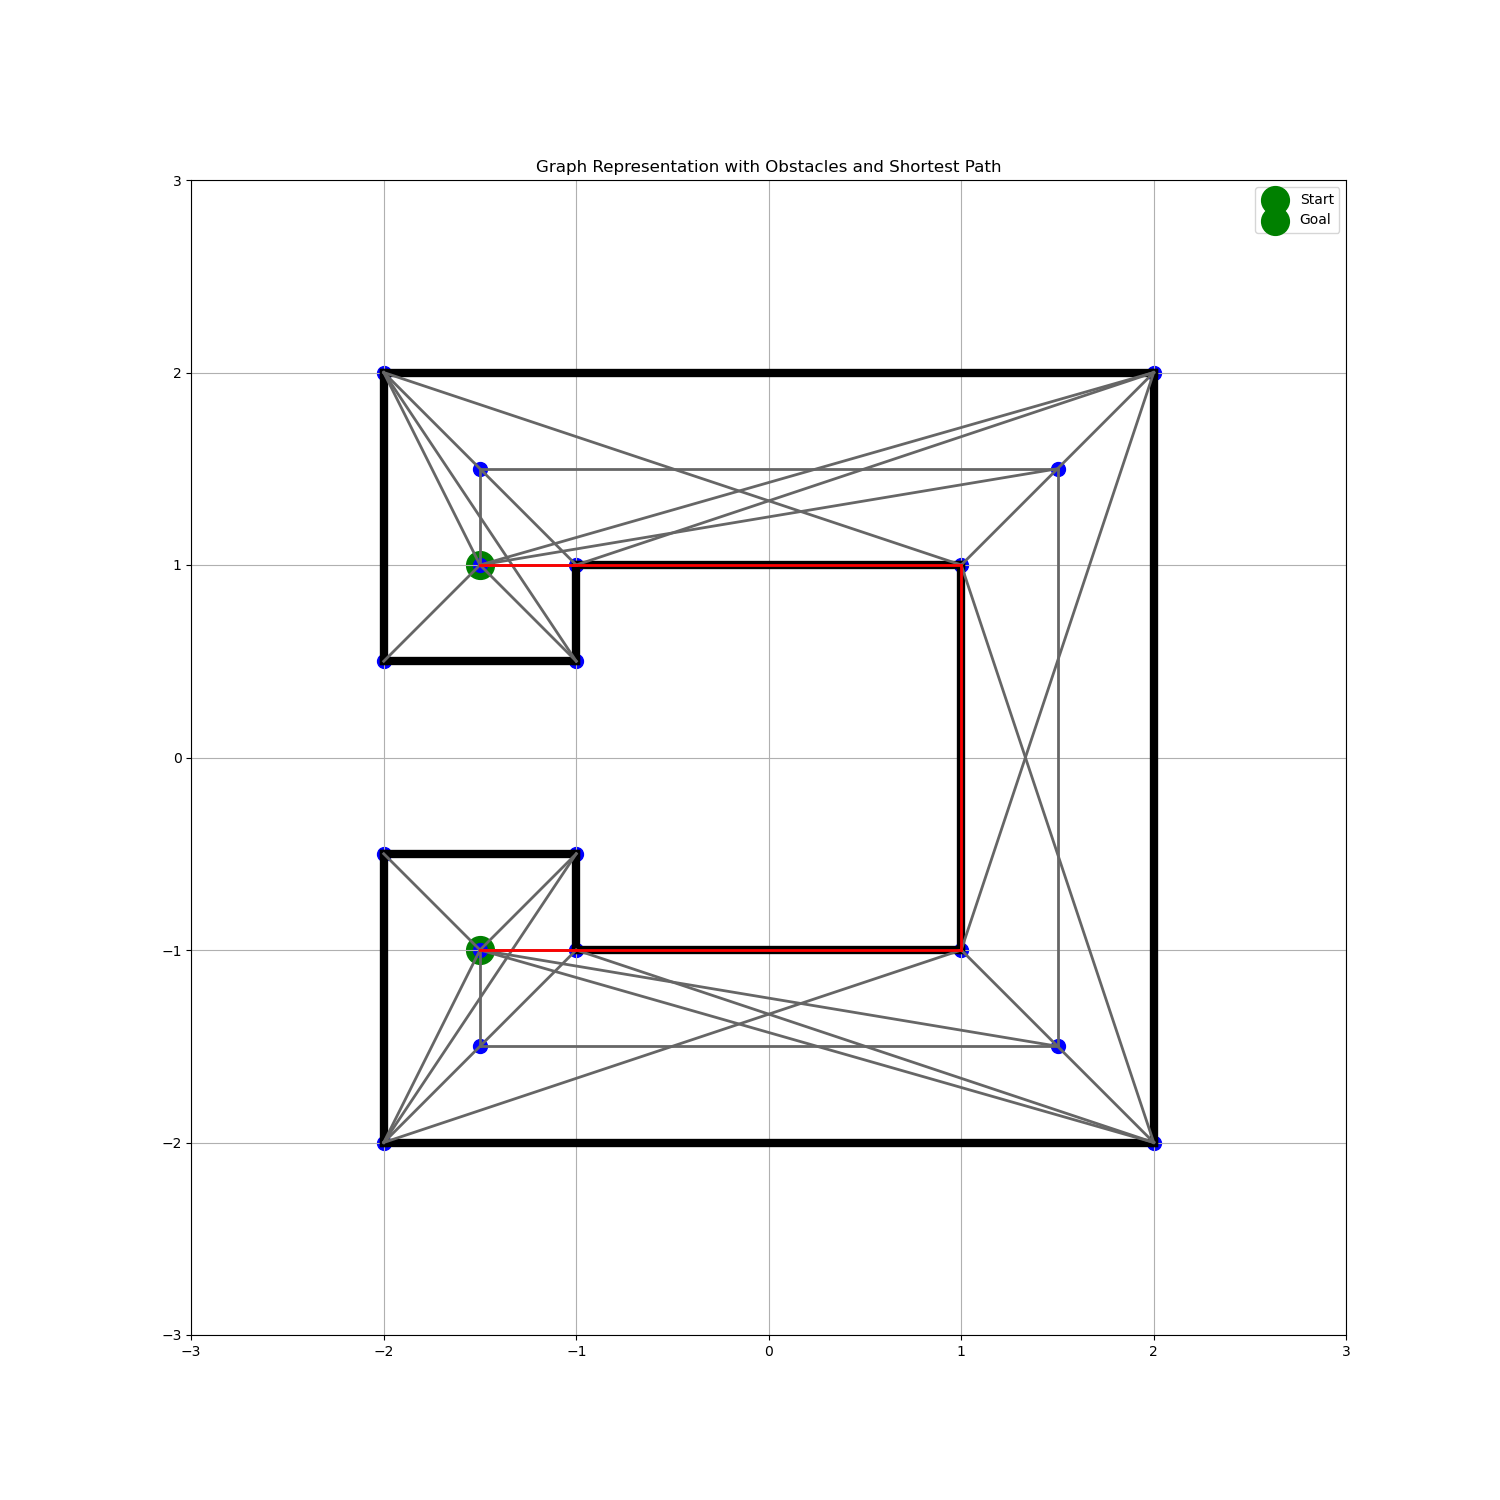 Graph Representation with Obstacles and Shortest Path
Start
Goal
3
2
1
0
−1
−2
−3
−3 −2 −1 0 1 2 3